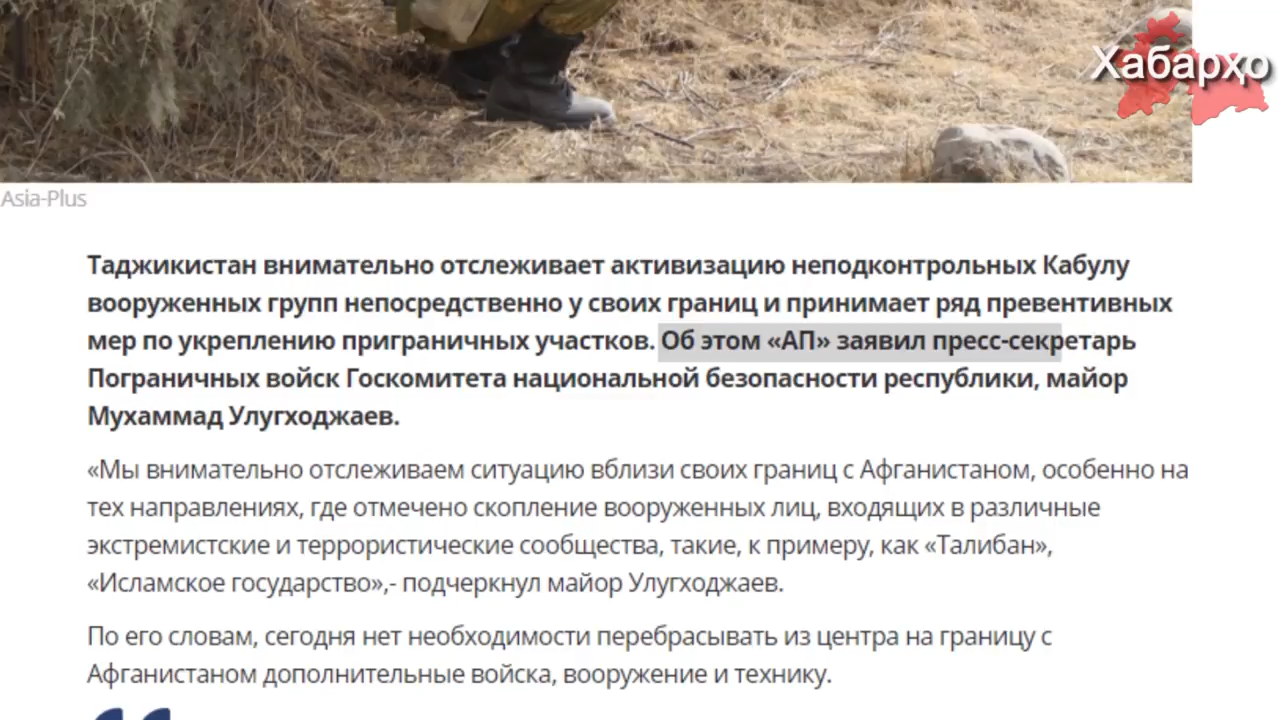 Хабарҳо
Asia-Plus
Таджикистан внимательно отслеживает активизацию неподконтрольных Кабулу
вооруженных групп непосредственно у своих границ и принимает ряд превентивных
мер по укреплению приграничных участков. Об этом «АП» заявил пресс-секретарь
Пограничных войск Госкомитета национальной безопасности республики, майор
Мухаммад Улугходжаев.
«Мы внимательно отслеживаем ситуацию вблизи своих границ с Афганистаном, особенно на
тех направлениях, где отмечено скопление вооруженных лиц, входящих в различные
экстремистские и террористические сообщества, такие, к примеру, как «Талибан»,
«Исламское государство»,- подчеркнул майор Улугходжаев.
По его словам, сегодня нет необходимости перебрасывать из центра на границу с
Афганистаном дополнительные войска, вооружение и технику.